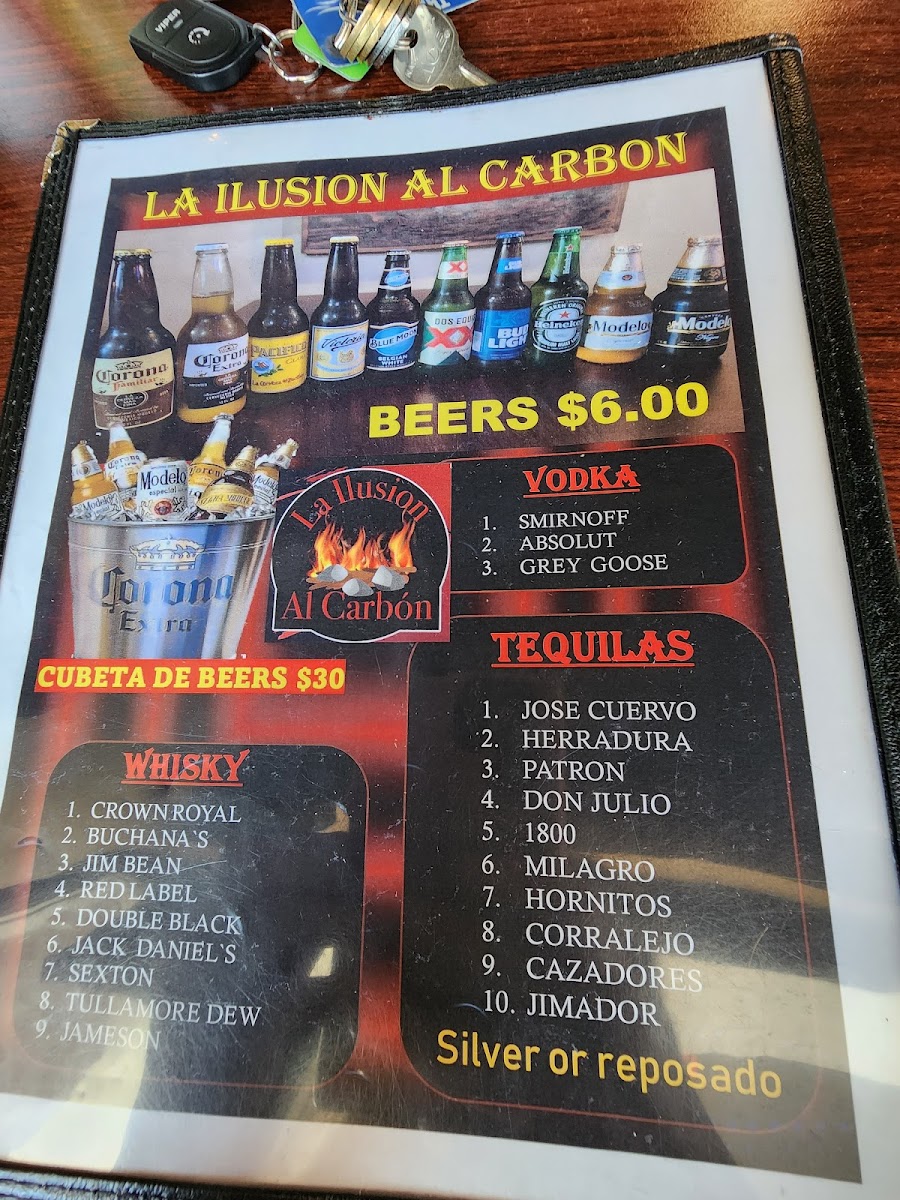 VIPER
LA ILUSION AL CARBON
Corona
Familiar
Corona
Extra
PACIFICO
Victoria
BLUE MOON
BELGIAN
WHITE
DOS EQUIS
XX
BUD
LIGHT
Heineken
Modelo
Modelo
BEERS $6.00
Corona
Modelo
especial
Modelo
Corona
Extra
CUBETA DE BEERS $30
La Ilusion
Al Carbón
VODKA
1. SMIRNOFF
2. ABSOLUT
3. GREY GOOSE
TEQUILAS
1. JOSE CUERVO
2. HERRADURA
3. PATRON
4. DON JULIO
5. 1800
6. MILAGRO
7. HORNITOS
8. CORRALEJO
9. CAZADORES
10. JIMADOR
Silver or reposado
WHISKY
1. CROWN ROYAL
2. BUCHANA`S
3. JIM BEAN
4. RED LABEL
5. DOUBLE BLACK
6. JACK DANIEL`S
7. SEXTON
8. TULLAMORE DEW
9. JAMESON